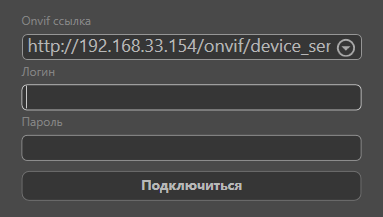 Onvif ссылка
http://192.168.33.154/onvif/device_ser
Логин
Пароль
Подключиться